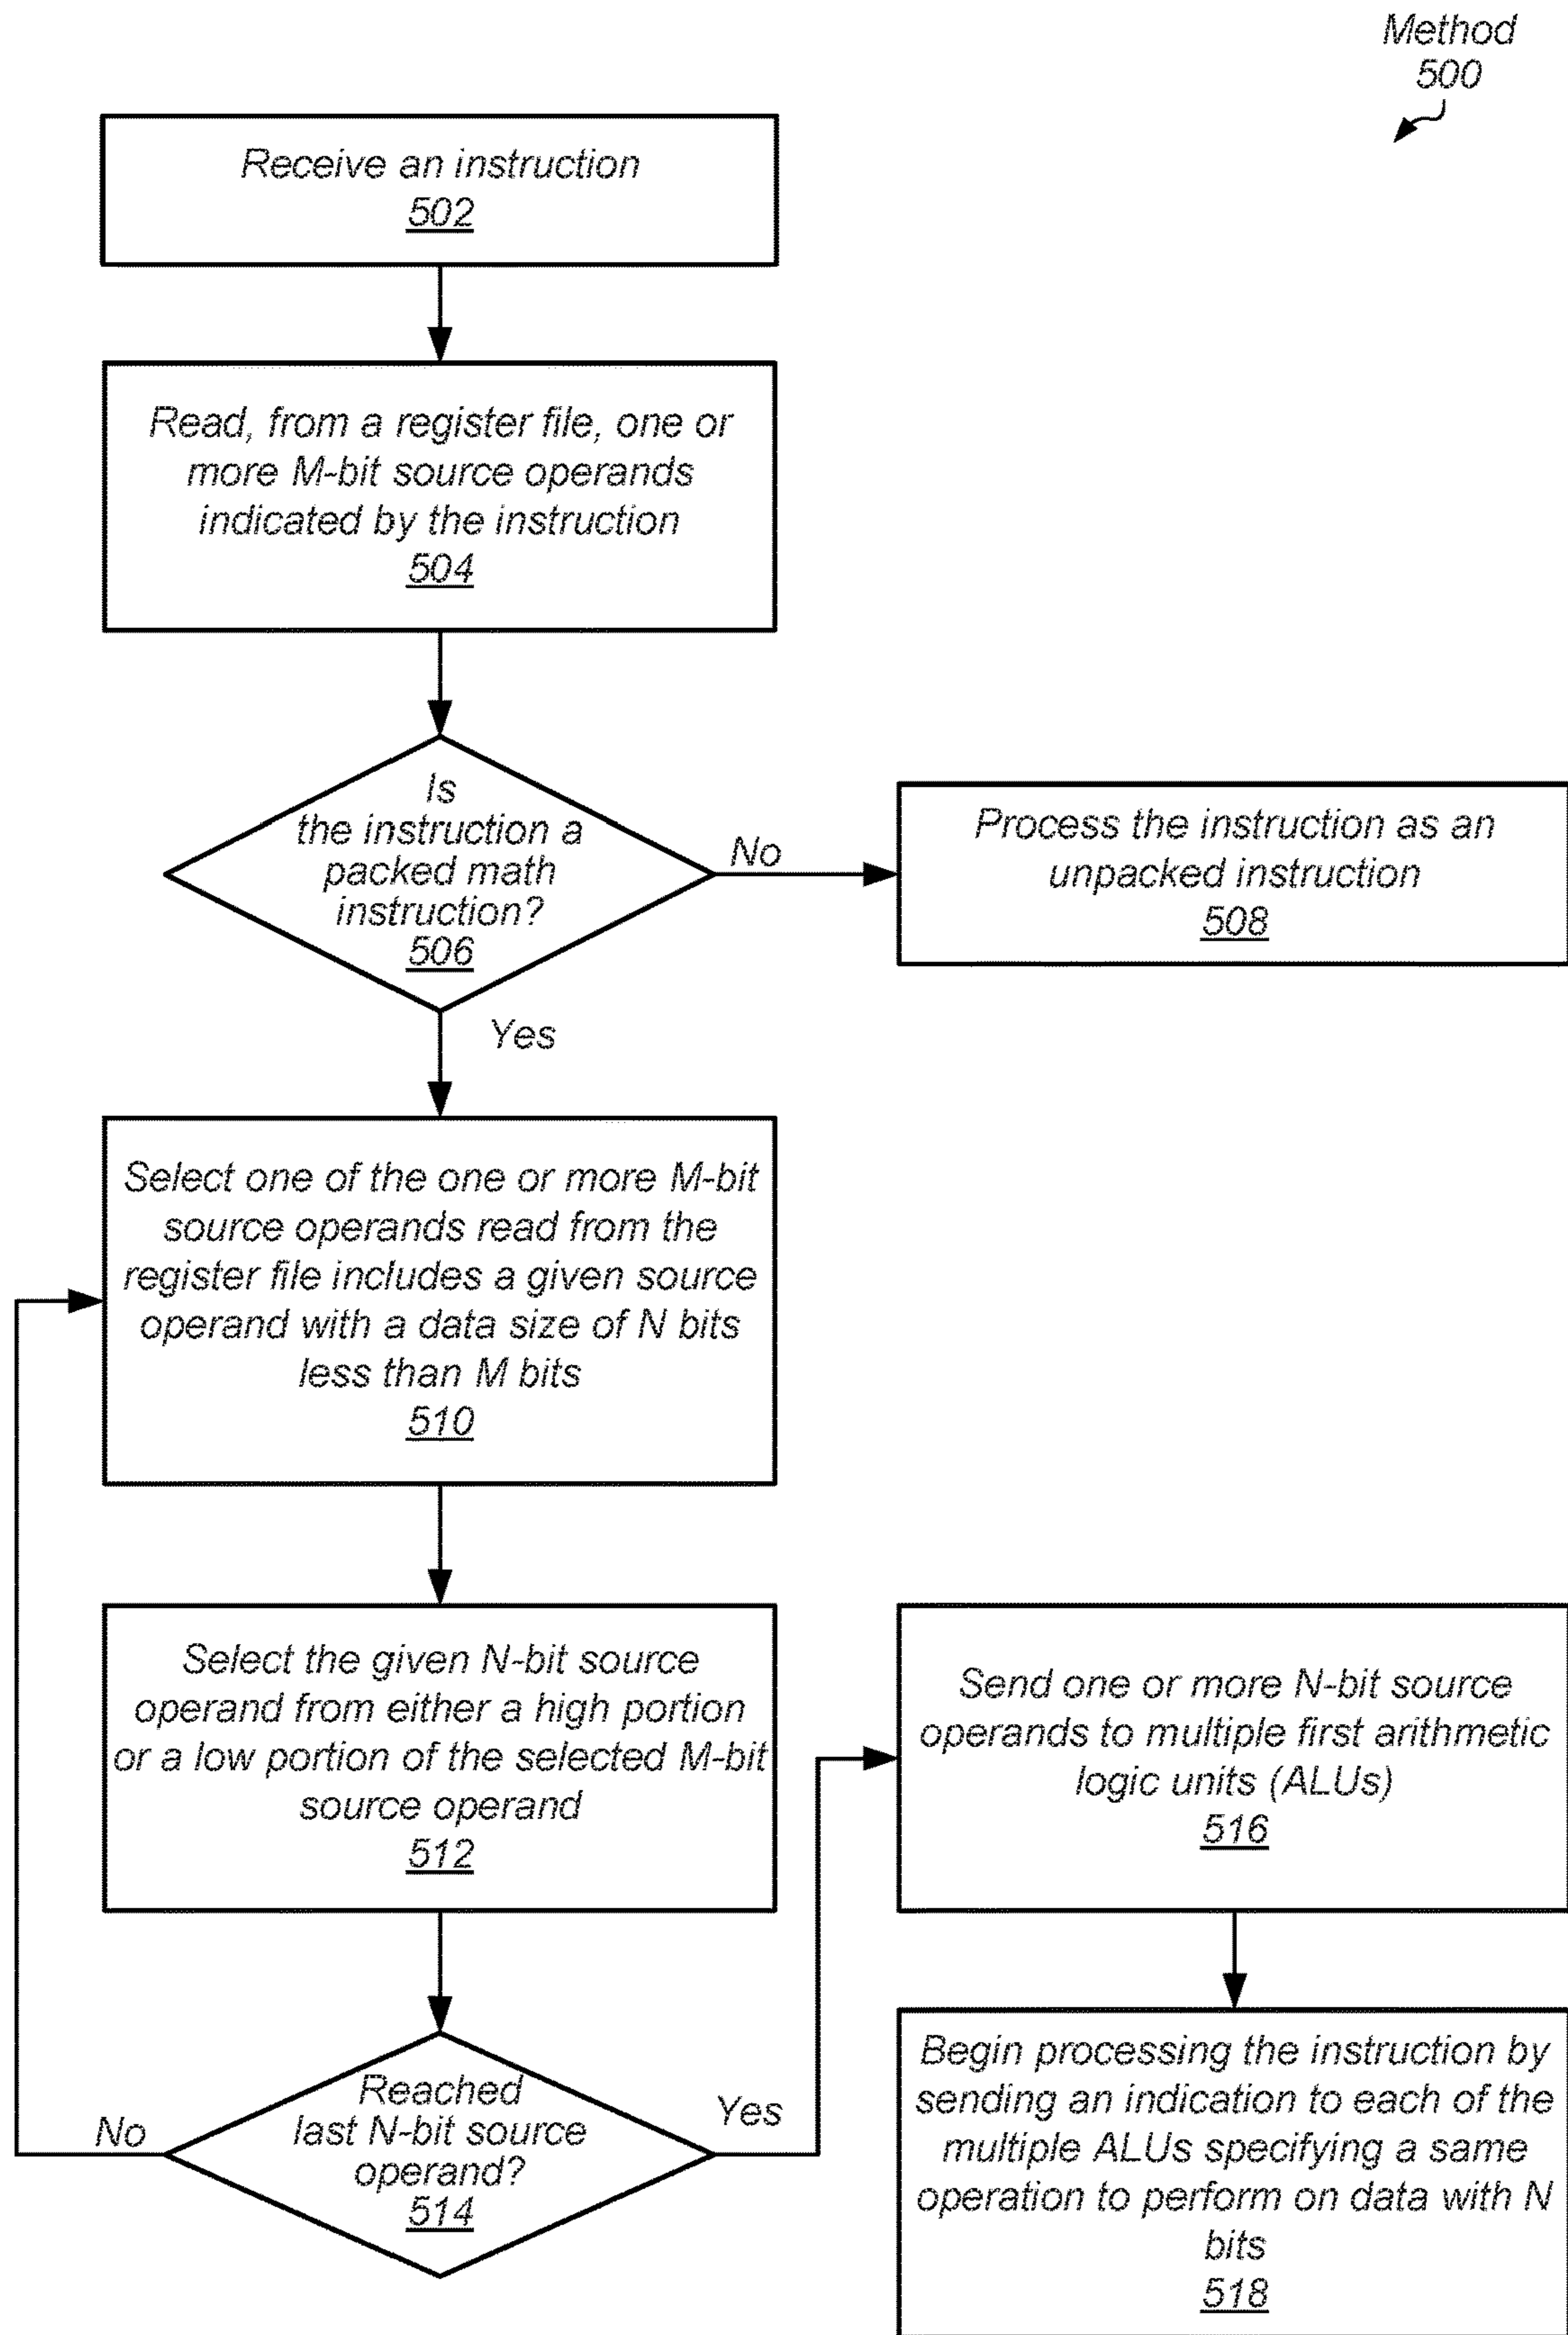 Method
500
Receive an instruction
502
Read, from a register file, one or
more M-bit source operands
indicated by the instruction
504
Is
the instruction a
packed math
instruction?
506
No
Process the instruction as an
unpacked instruction
508
Yes
Select one of the one or more M-bit
source operands read from the
register file includes a given source
operand with a data size of N bits
less than M bits
510
Select the given N-bit source
operand from either a high portion
or a low portion of the selected M-bit
source operand
512
Reached
last N-bit source
operand?
514
No
Yes
Send one or more N-bit source
operands to multiple first arithmetic
logic units (ALUs)
516
Begin processing the instruction by
sending an indication to each of the
multiple ALUs specifying a same
operation to perform on data with N
bits
518